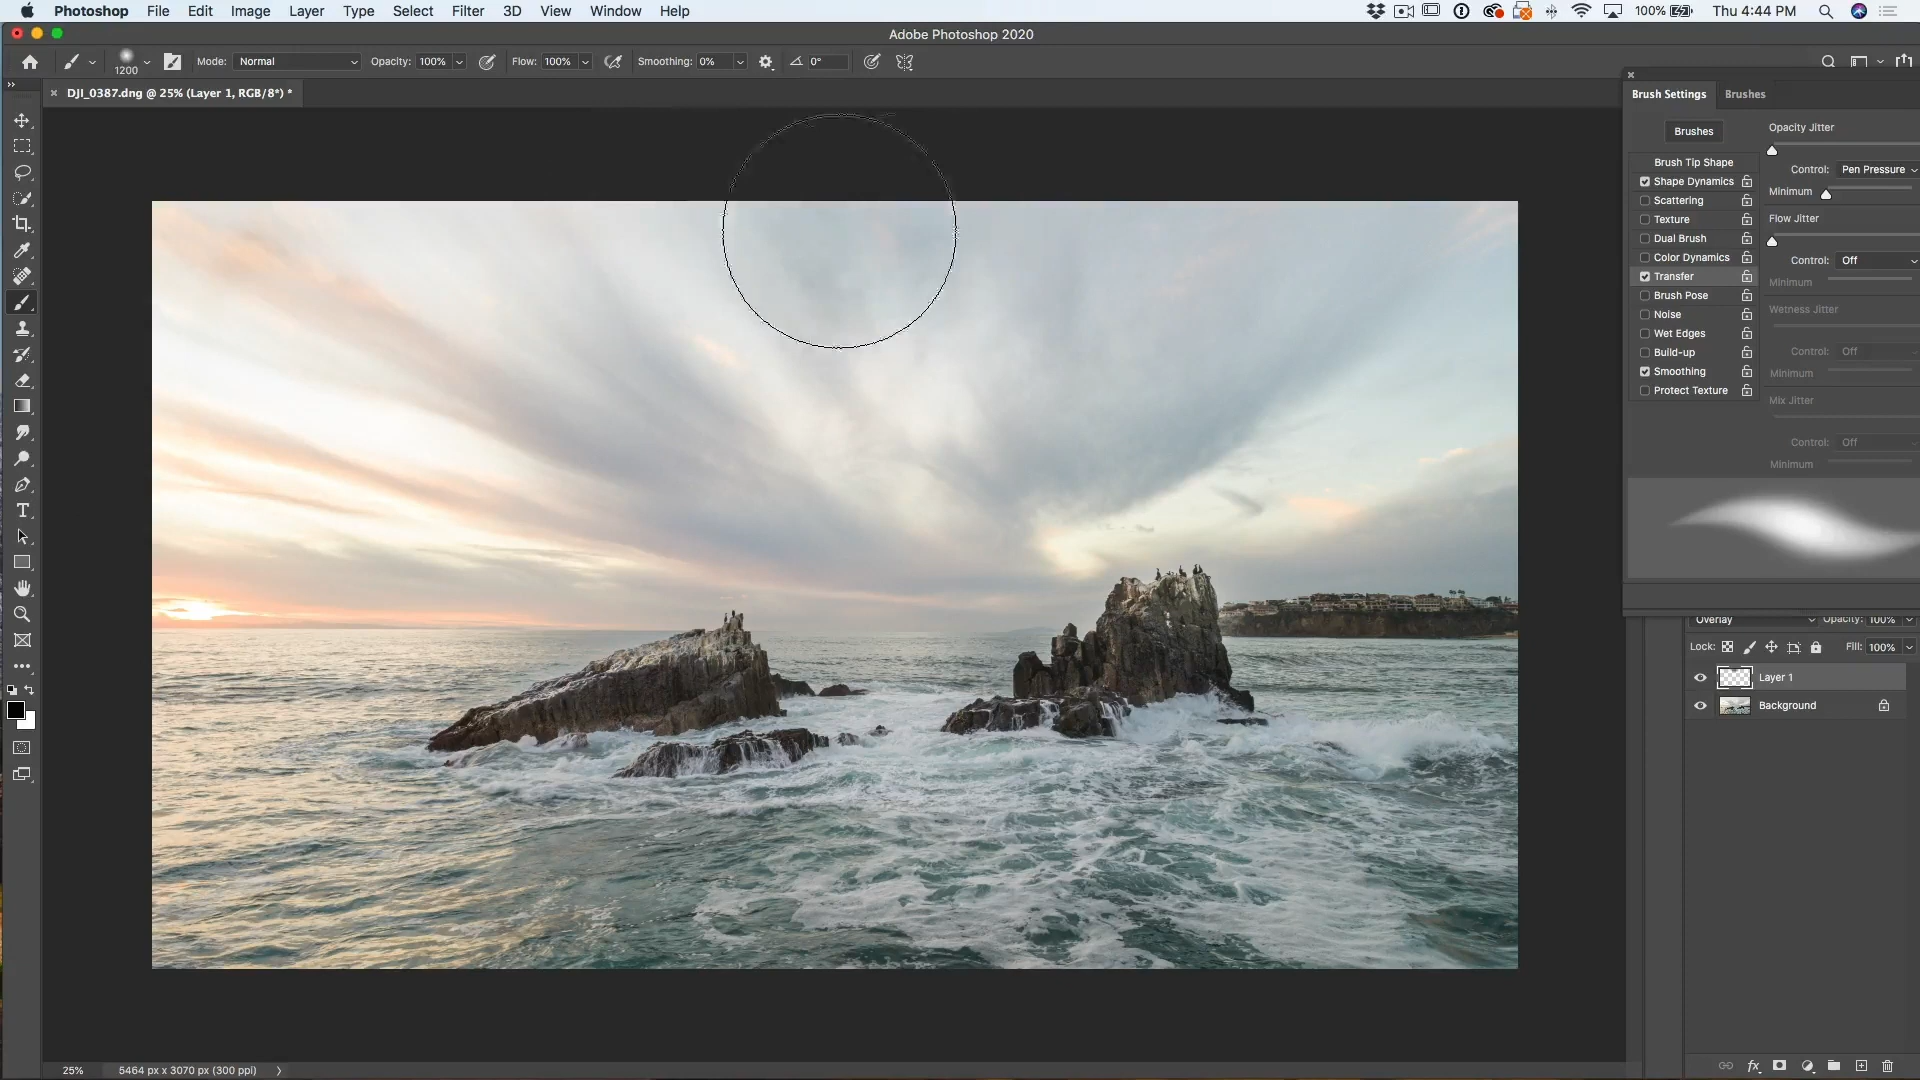 Photoshop File Edit Image Layer Type Select Filter 3D View Window Help 100% Thu 4:44 PM
Adobe Photoshop 2020
1200 Mode: Normal Opacity: 100% Flow: 100% Smoothing: 0% 0°
DJI_0387.dng @ 25% (Layer 1, RGB/8*) *
Brush Settings Brushes
Brushes
Brush Tip Shape
Shape Dynamics
Scattering
Texture
Dual Brush
Color Dynamics
Transfer
Brush Pose
Noise
Wet Edges
Build-up
Smoothing
Protect Texture
Opacity Jitter
Control: Pen Pressure
Minimum
Flow Jitter
Control: Off
Minimum
Wetness Jitter
Control: Off
Minimum
Mix Jitter
Control: Off
Minimum
Overlay Opacity: 100%
Lock: Fill: 100%
Layer 1
Background
25% 5464 px x 3070 px (300 ppi)